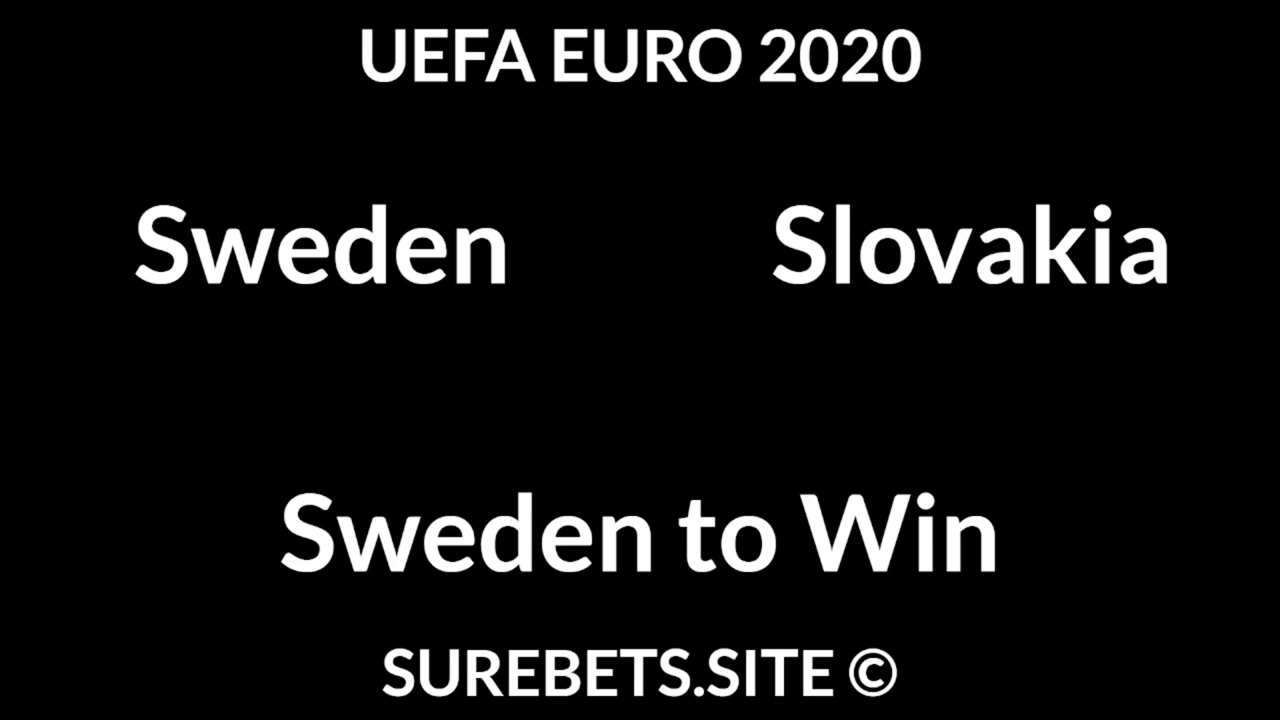 UEFA EURO 2020
Sweden Slovakia
Sweden to Win
SUREBETS.SITE ©